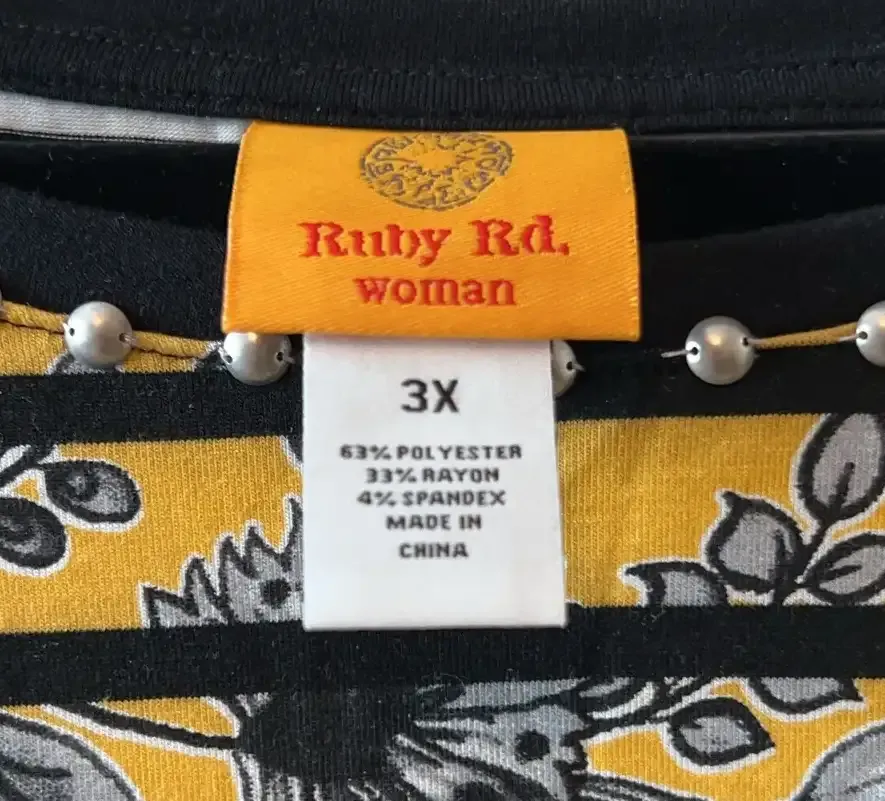 Ruby Rd.
woman
3X
63% POLYESTER
33% RAYON
4% SPANDEX
MADE IN
CHINA